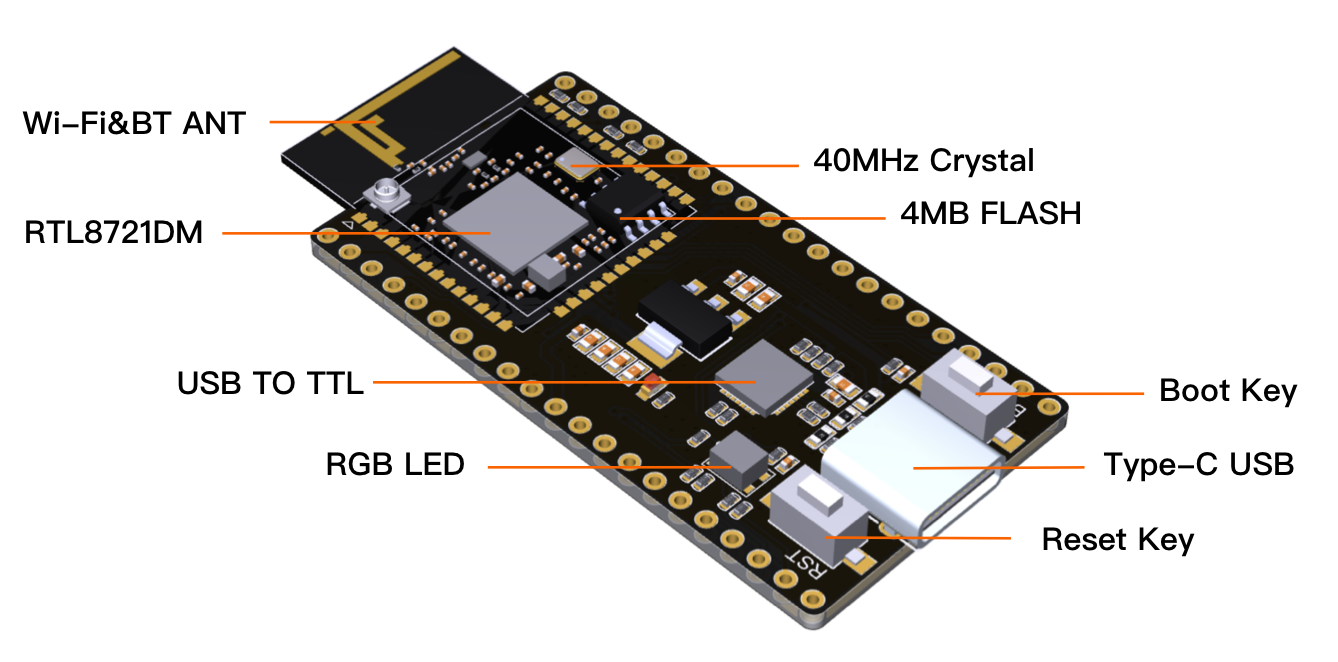 Wi-Fi&BT ANT
40MHz Crystal
4MB FLASH
RTL8721DM
USB TO TTL
Boot Key
RGB LED
Type-C USB
Reset Key
RST